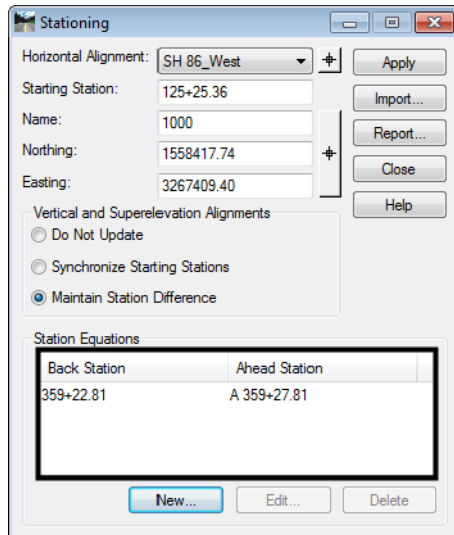 Stationing
Horizontal Alignment: SH 86_West Apply
Starting Station: 125+25.36 Import...
Name: 1000 Report...
Northing: 1558417.74 Close
Easting: 3267409.40 Help
Vertical and Superelevation Alignments
Do Not Update
Synchronize Starting Stations
Maintain Station Difference
Station Equations
Back Station Ahead Station
359+22.81 A 359+27.81
New... Edit... Delete